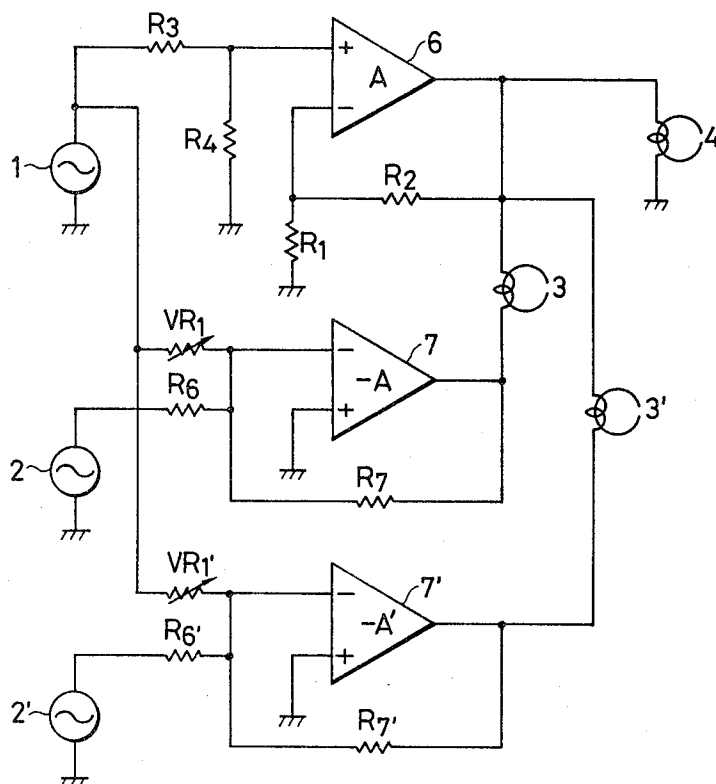 R3
6
+
A
−
R4
4
1
R2
R1
3
VR1
7
−
−A
R6
+
3'
2
R7
VR1'
7'
−
−A'
R6'
+
2'
R7'